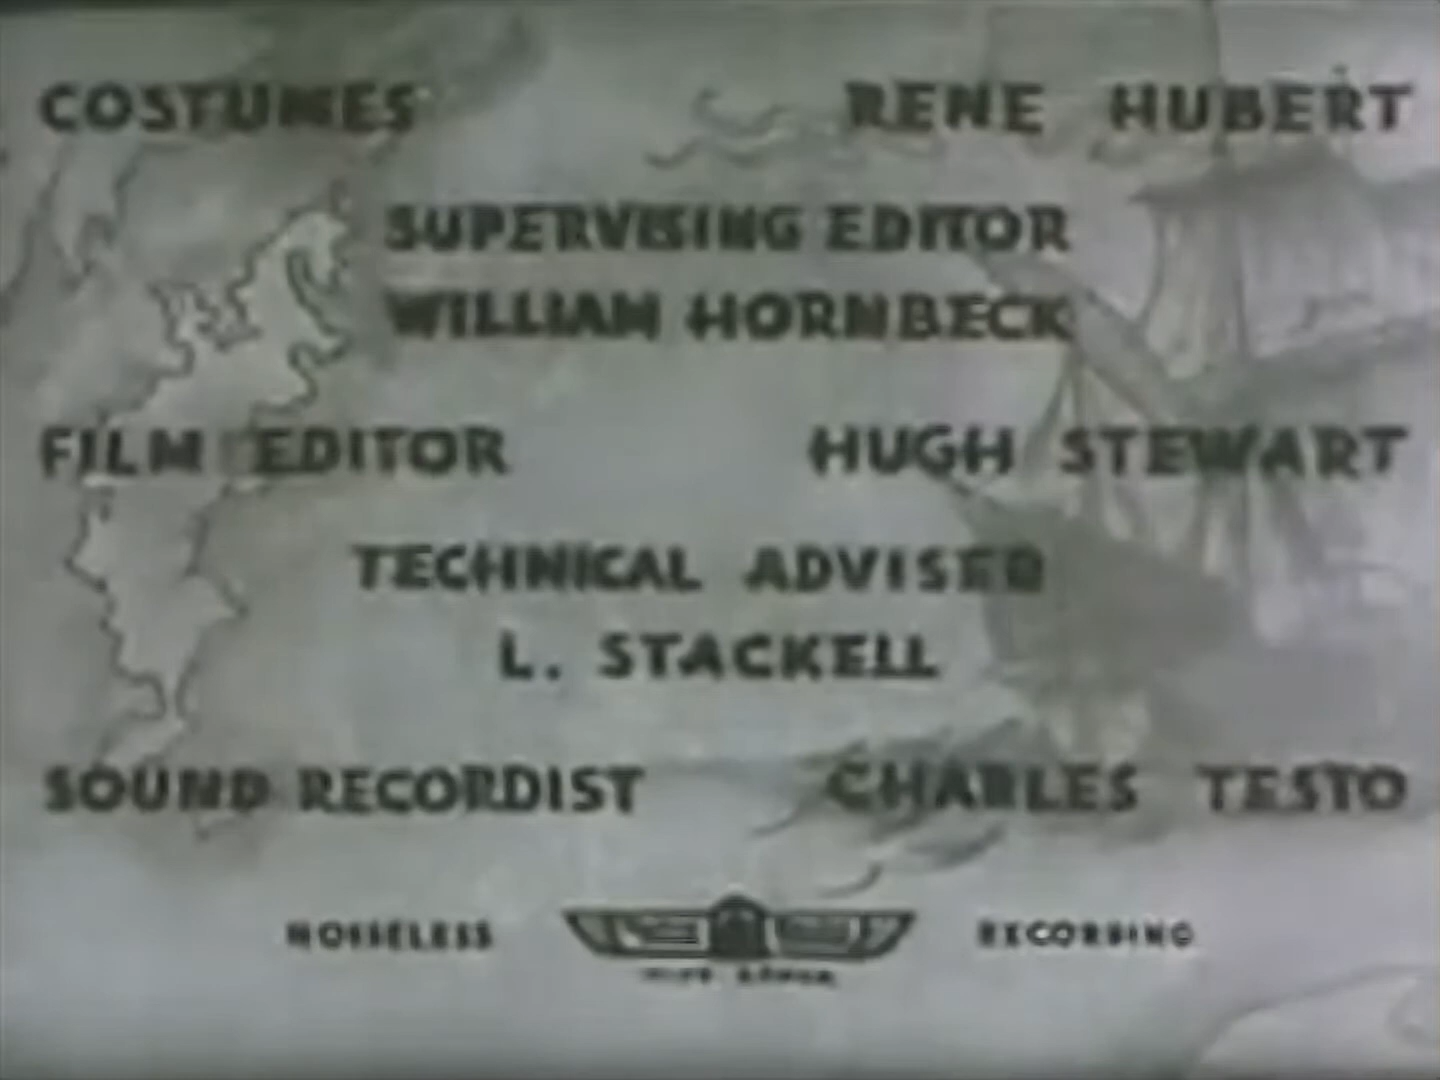 COSTUMES RENE HUBERT
SUPERVISING EDITOR
WILLIAM HORNBECK
FILM EDITOR HUGH STEWART
TECHNICAL ADVISER
L. STACKELL
SOUND RECORDIST CHARLES TESTO
NOISELESS RECORDING